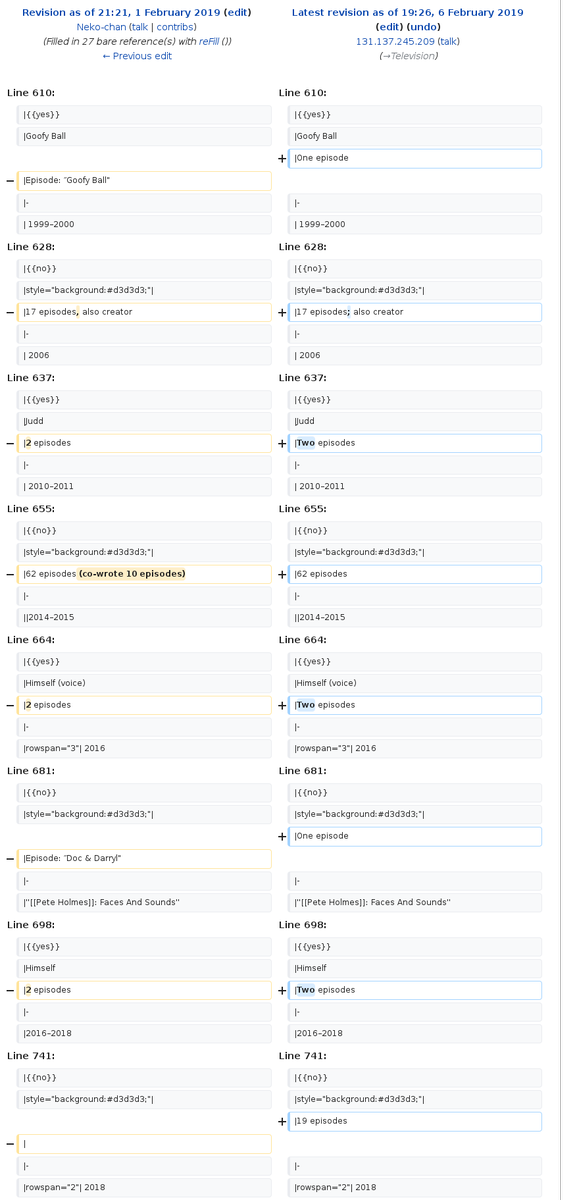 Revision as of 21:21, 1 February 2019 (edit)
Neko-chan (talk | contribs)
(Filled in 27 bare reference(s) with reFill ())
← Previous edit
Line 610:
|{{yes}}
|Goofy Ball
− |Episode: "Goofy Ball"
|-
| 1999–2000
Line 628:
|{{no}}
|style="background:#d3d3d3;"|
− |17 episodes, also creator
|-
| 2006
Line 637:
|{{yes}}
|Judd
− |2 episodes
|-
| 2010–2011
Line 655:
|{{no}}
|style="background:#d3d3d3;"|
− |62 episodes (co-wrote 10 episodes)
|-
||2014–2015
Line 664:
|{{yes}}
|Himself (voice)
− |2 episodes
|-
|rowspan="3"| 2016
Line 681:
|{{no}}
|style="background:#d3d3d3;"|
− |Episode: "Doc & Darryl"
|-
|''[[Pete Holmes]]: Faces And Sounds''
Line 698:
|{{yes}}
|Himself
− |2 episodes
|-
|2016–2018
Line 741:
|{{no}}
|style="background:#d3d3d3;"|
− |
|-
|rowspan="2"| 2018
Latest revision as of 19:26, 6 February 2019
(edit) (undo)
131.137.245.209 (talk)
(→Television)
Line 610:
|{{yes}}
|Goofy Ball
+ |One episode
|-
| 1999–2000
Line 628:
|{{no}}
|style="background:#d3d3d3;"|
+ |17 episodes; also creator
|-
| 2006
Line 637:
|{{yes}}
|Judd
+ |Two episodes
|-
| 2010–2011
Line 655:
|{{no}}
|style="background:#d3d3d3;"|
+ |62 episodes
|-
||2014–2015
Line 664:
|{{yes}}
|Himself (voice)
+ |Two episodes
|-
|rowspan="3"| 2016
Line 681:
|{{no}}
|style="background:#d3d3d3;"|
+ |One episode
|-
|''[[Pete Holmes]]: Faces And Sounds''
Line 698:
|{{yes}}
|Himself
+ |Two episodes
|-
|2016–2018
Line 741:
|{{no}}
|style="background:#d3d3d3;"|
+ |19 episodes
|-
|rowspan="2"| 2018